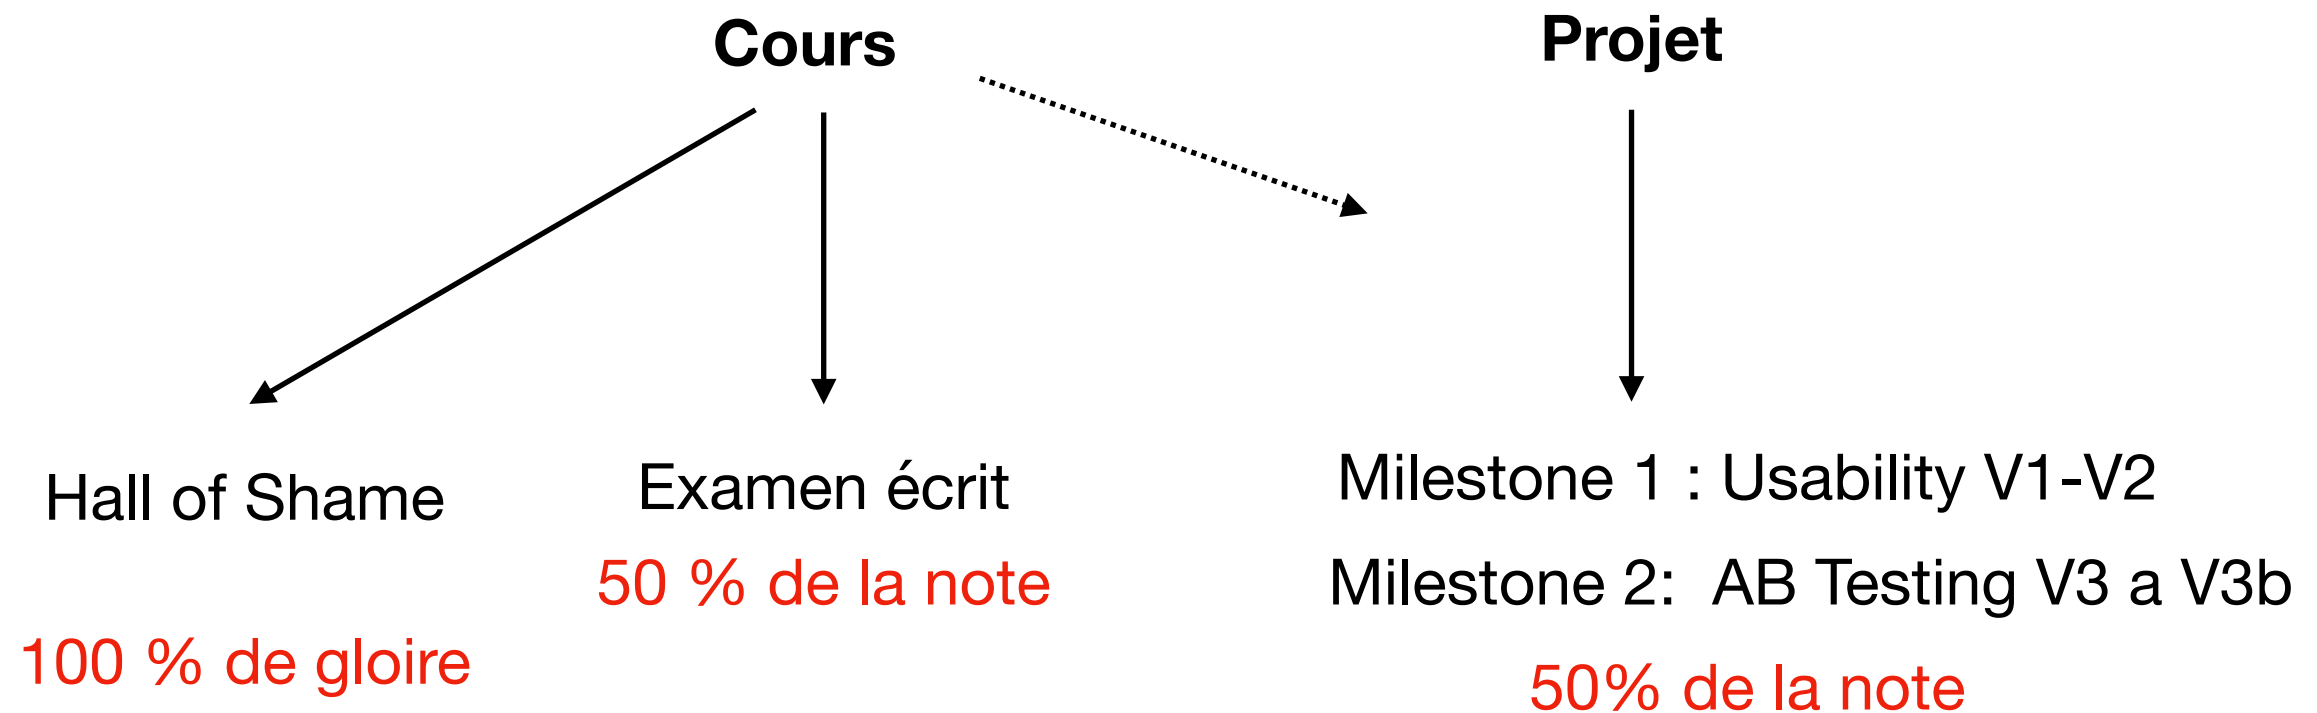 Cours
Projet
Hall of Shame
100 % de gloire
Examen écrit
50 % de la note
Milestone 1 : Usability V1-V2
Milestone 2:  AB Testing V3 a V3b
50% de la note